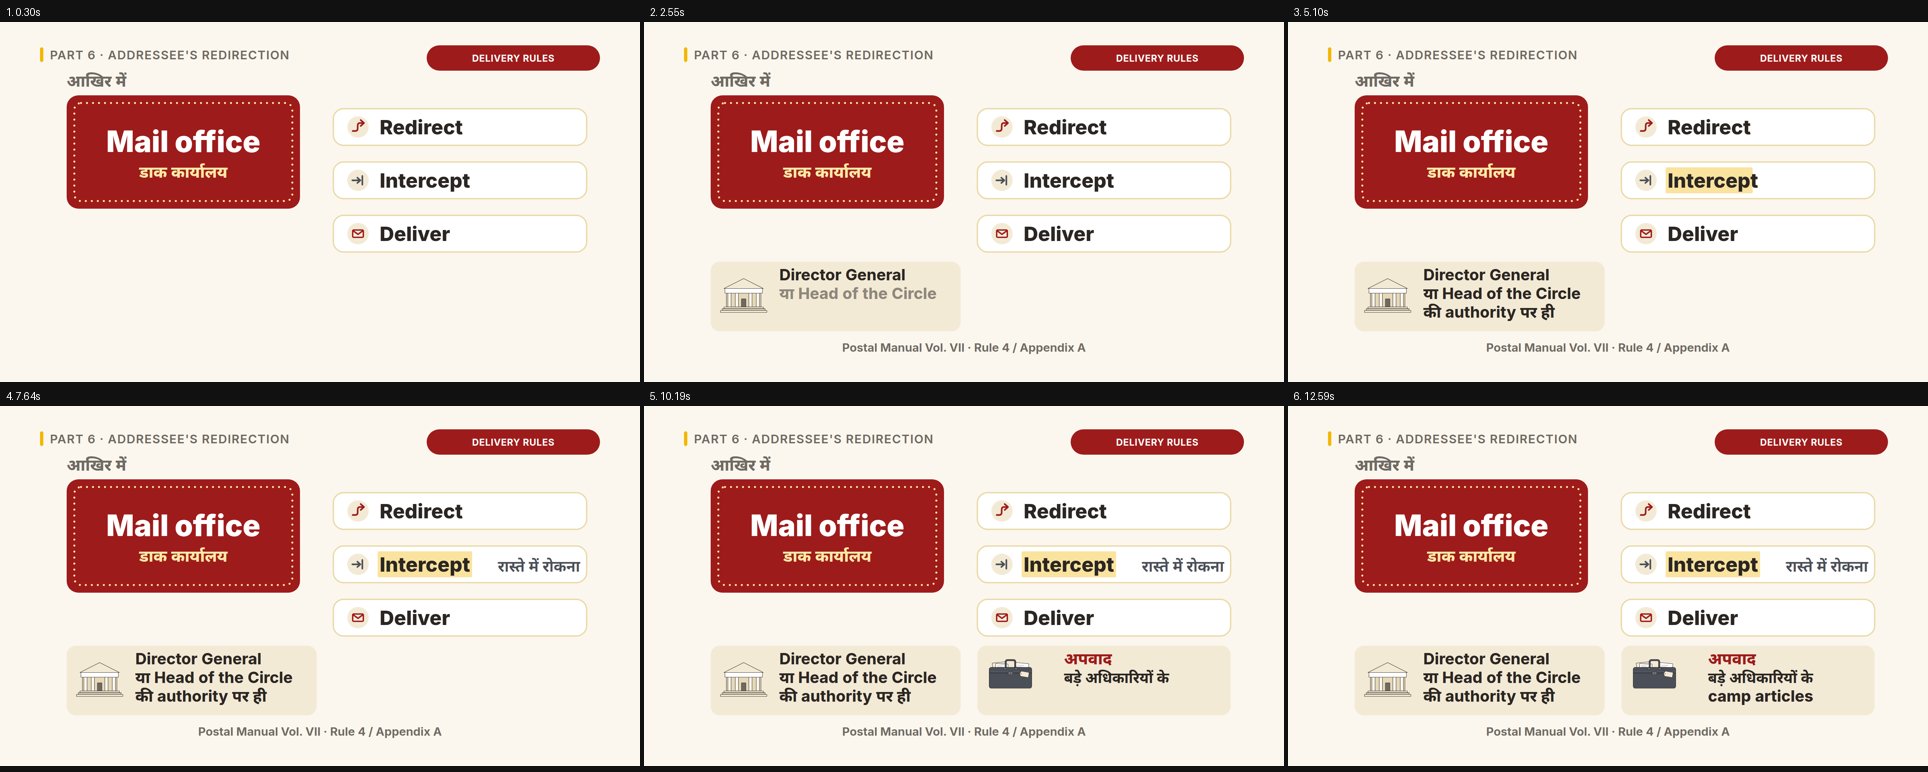 1. 0.30s
PART 6 · ADDRESSEE'S REDIRECTION
DELIVERY RULES
आखिर में
Mail office
डाक कार्यालय
Redirect
Intercept
Deliver
2. 2.55s
PART 6 · ADDRESSEE'S REDIRECTION
DELIVERY RULES
आखिर में
Mail office
डाक कार्यालय
Redirect
Intercept
Deliver
Director General
या Head of the Circle
Postal Manual Vol. VII · Rule 4 / Appendix A
3. 5.10s
PART 6 · ADDRESSEE'S REDIRECTION
DELIVERY RULES
आखिर में
Mail office
डाक कार्यालय
Redirect
Intercept
Deliver
Director General
या Head of the Circle
की authority पर ही
Postal Manual Vol. VII · Rule 4 / Appendix A
4. 7.64s
PART 6 · ADDRESSEE'S REDIRECTION
DELIVERY RULES
आखिर में
Mail office
डाक कार्यालय
Redirect
Intercept रास्ते में रोकना
Deliver
Director General
या Head of the Circle
की authority पर ही
Postal Manual Vol. VII · Rule 4 / Appendix A
5. 10.19s
PART 6 · ADDRESSEE'S REDIRECTION
DELIVERY RULES
आखिर में
Mail office
डाक कार्यालय
Redirect
Intercept रास्ते में रोकना
Deliver
Director General
या Head of the Circle
की authority पर ही
अपवाद
बड़े अधिकारियों के
Postal Manual Vol. VII · Rule 4 / Appendix A
6. 12.59s
PART 6 · ADDRESSEE'S REDIRECTION
DELIVERY RULES
आखिर में
Mail office
डाक कार्यालय
Redirect
Intercept रास्ते में रोकना
Deliver
Director General
या Head of the Circle
की authority पर ही
अपवाद
बड़े अधिकारियों के
camp articles
Postal Manual Vol. VII · Rule 4 / Appendix A